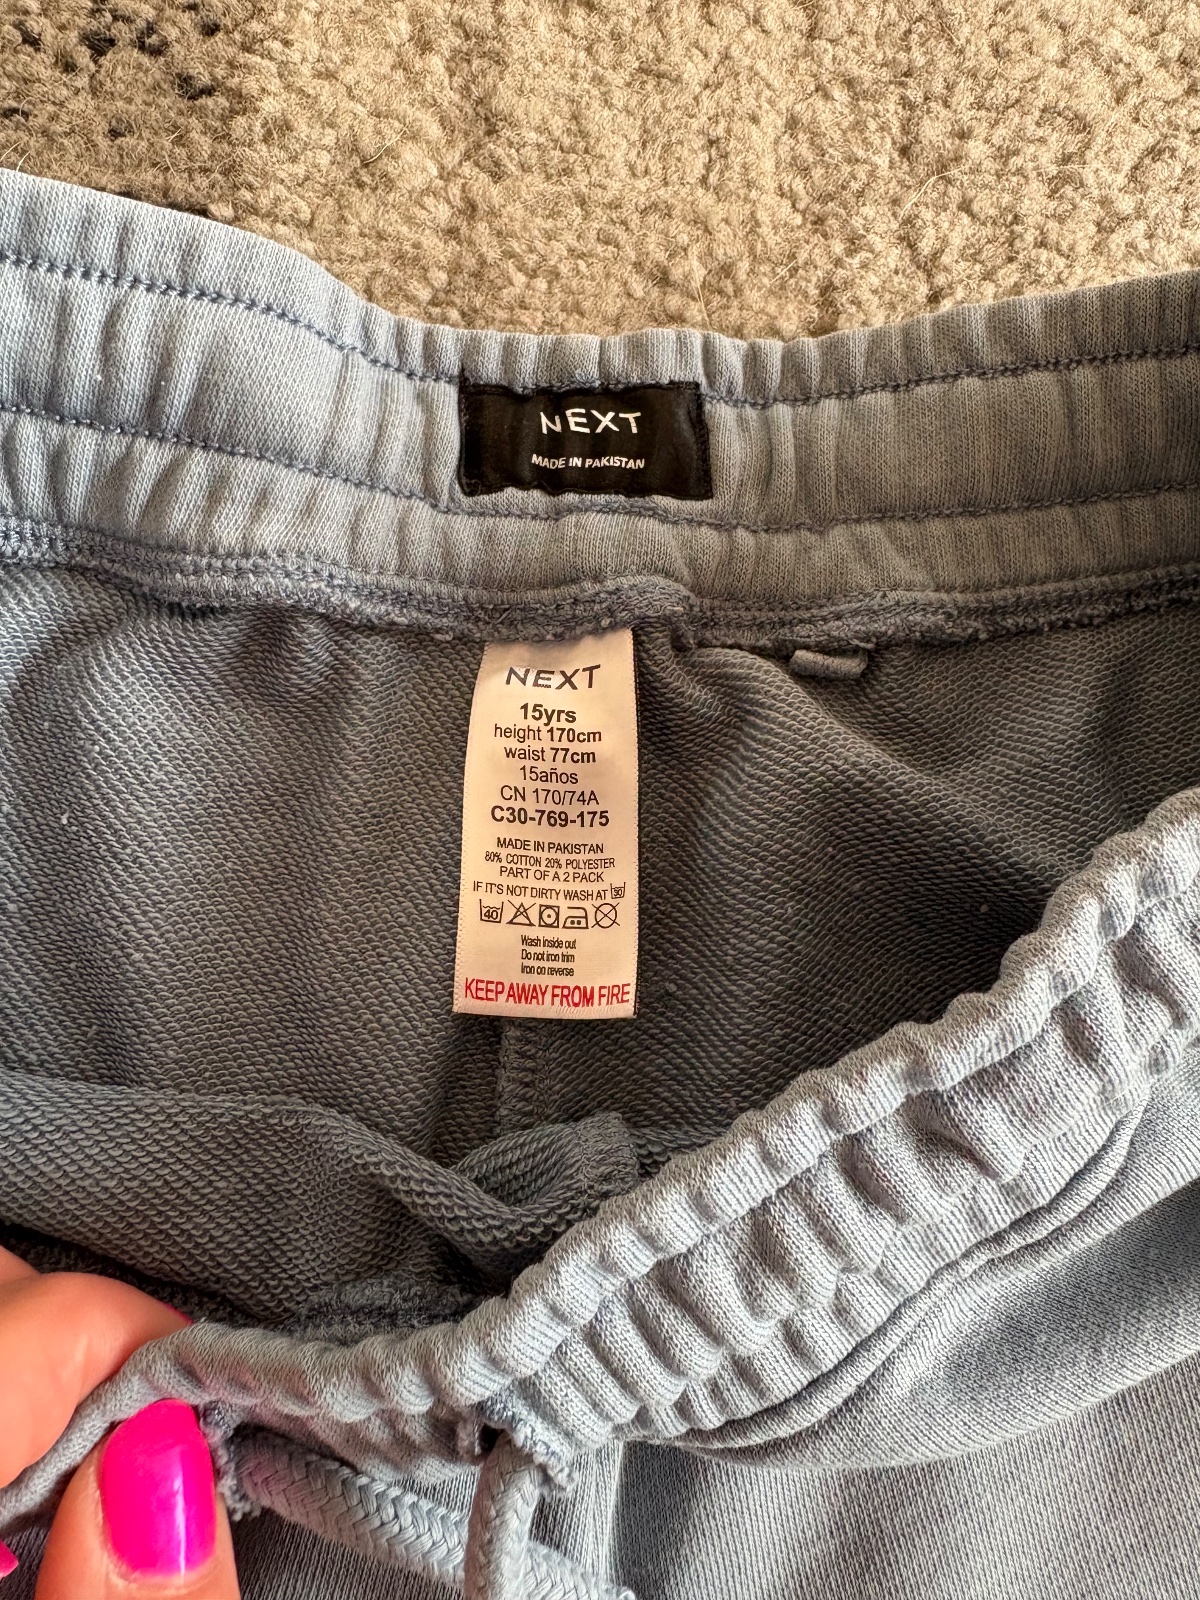 NEXT
MADE IN PAKISTAN
NEXT
15yrs
height 170cm
waist 77cm
15años
CN 170/74A
C30-769-175
MADE IN PAKISTAN
80% COTTON 20% POLYESTER
PART OF A 2 PACK
IF IT'S NOT DIRTY WASH AT 30
40
Wash inside out
Do not iron trim
Iron on reverse
KEEP AWAY FROM FIRE